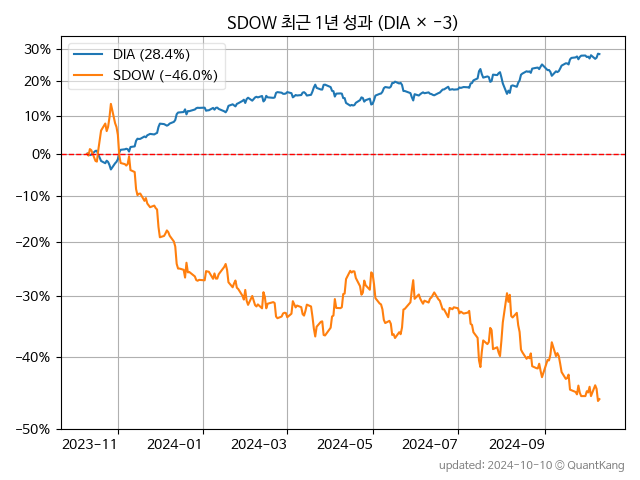 SDOW 최근 1년 성과 (DIA × −3)
DIA (28.4%)
SDOW (−46.0%)
30%
20%
10%
0%
−10%
−20%
−30%
−40%
−50%
2023−11 2024−01 2024−03 2024−05 2024−07 2024−09
updated: 2024-10-10 © QuantKang